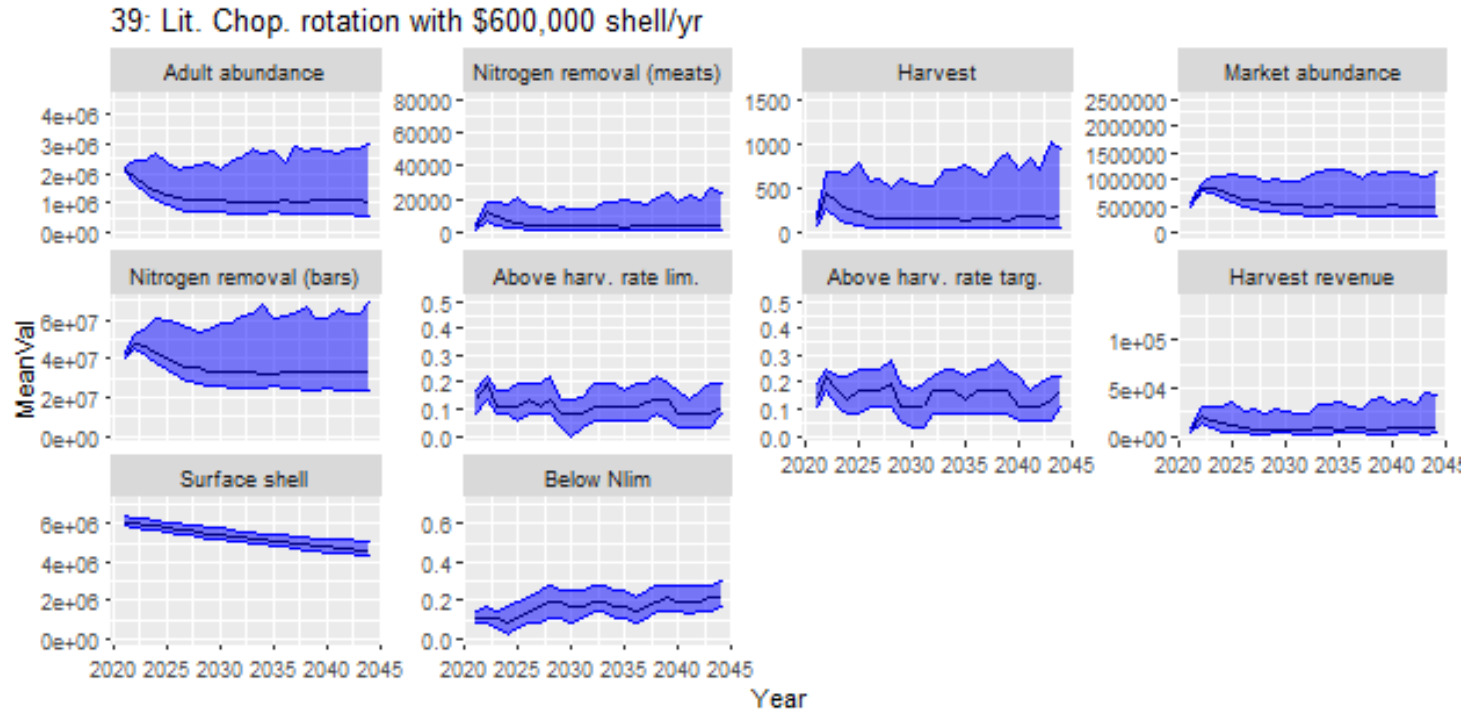 39: Lit. Chop. rotation with $600,000 shell/yr
Adult abundance
Nitrogen removal (meats)
Harvest
Market abundance
4e+06
3e+06
2e+06
1e+06
0e+00
80000
60000
40000
20000
0
1500
1000
500
0
2500000
2000000
1500000
1000000
500000
0
Nitrogen removal (bars)
Above harv. rate lim.
Above harv. rate targ.
Harvest revenue
6e+07
4e+07
2e+07
0e+00
0.5
0.4
0.3
0.2
0.1
0.0
0.5
0.4
0.3
0.2
0.1
0.0
1e+05
5e+04
0e+00
2020 2025 2030 2035 2040 2045
2020 2025 2030 2035 2040 2045
Surface shell
Below Nlim
6e+06
4e+06
2e+06
0e+00
0.6
0.4
0.2
0.0
2020 2025 2030 2035 2040 2045
2020 2025 2030 2035 2040 2045
MeanVal
Year